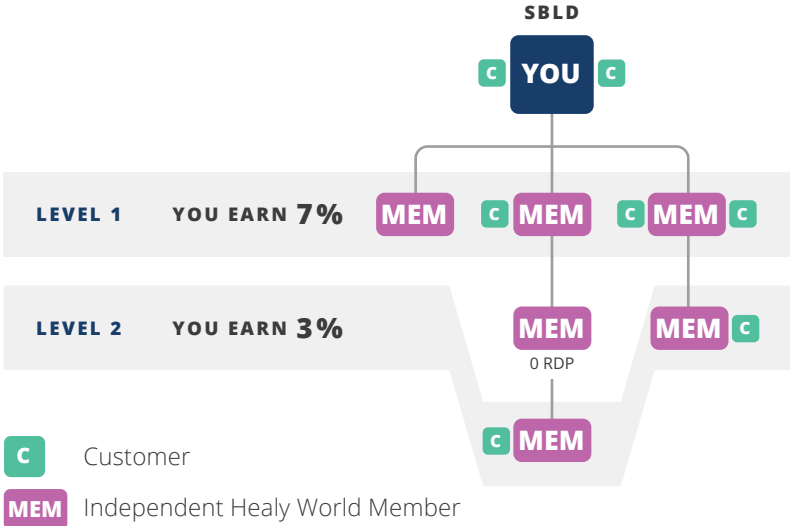 SBLD
C YOU C
LEVEL 1 YOU EARN 7% MEM C MEM C MEM C
LEVEL 2 YOU EARN 3% MEM MEM C
0 RDP
C MEM
C Customer
MEM Independent Healy World Member